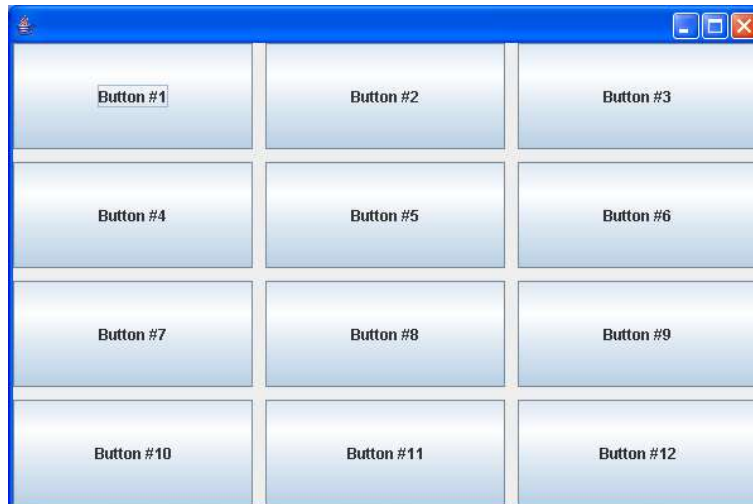 Button #1
Button #2
Button #3
Button #4
Button #5
Button #6
Button #7
Button #8
Button #9
Button #10
Button #11
Button #12